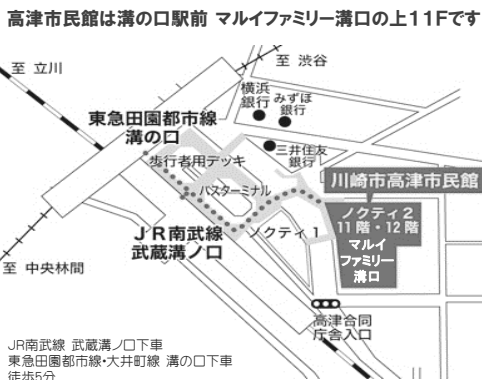 高津市民館は溝の口駅前 マルイファミリー溝口の上11Fです
至 立川
至 渋谷
横浜
銀行
みずほ
銀行
東急田園都市線
溝の口
三井住友
銀行
歩行者用デッキ
川崎市高津市民館
バスターミナル
ノクティ2
11階・12階
マルイ
ファミリー
溝口
JR南武線
武蔵溝ノ口
ノクティ1
至 中央林間
高津合同
庁舎入口
JR南武線 武蔵溝ノ口下車
東急田園都市線・大井町線 溝の口下車
徒歩5分